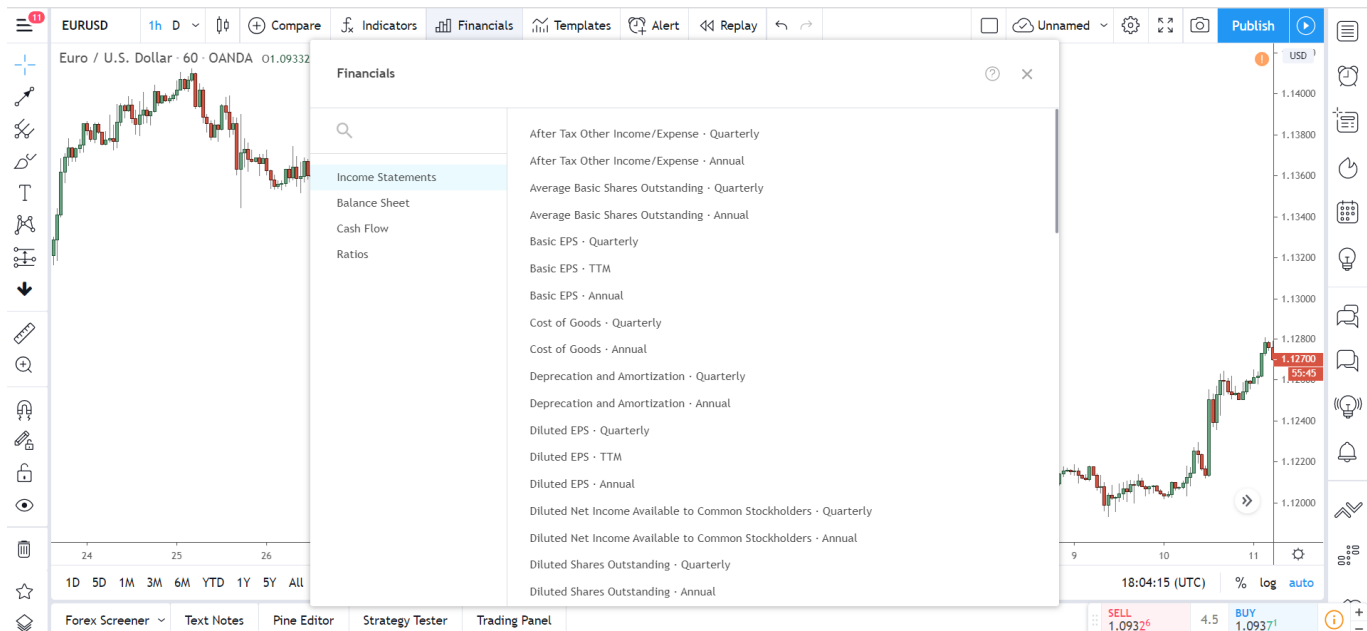 11
EURUSD
1h D
Compare
Indicators
Financials
Templates
Alert
Replay
Unnamed
Publish
Euro / U.S. Dollar · 60 · OANDA O1.09332
USD
Financials
Income Statements
Balance Sheet
Cash Flow
Ratios
After Tax Other Income/Expense · Quarterly
After Tax Other Income/Expense · Annual
Average Basic Shares Outstanding · Quarterly
Average Basic Shares Outstanding · Annual
Basic EPS · Quarterly
Basic EPS · TTM
Basic EPS · Annual
Cost of Goods · Quarterly
Cost of Goods · Annual
Deprecation and Amortization · Quarterly
Deprecation and Amortization · Annual
Diluted EPS · Quarterly
Diluted EPS · TTM
Diluted EPS · Annual
Diluted Net Income Available to Common Stockholders · Quarterly
Diluted Net Income Available to Common Stockholders · Annual
Diluted Shares Outstanding · Quarterly
Diluted Shares Outstanding · Annual
1.14000
1.13800
1.13600
1.13400
1.13200
1.13000
1.12800
1.12700
55:45
1.12400
1.12200
1.12000
24 25 26 9 10 11
1D 5D 1M 3M 6M YTD 1Y 5Y All
18:04:15 (UTC) % log auto
Forex Screener Text Notes Pine Editor Strategy Tester Trading Panel
SELL
1.09326
4.5
BUY
1.09371